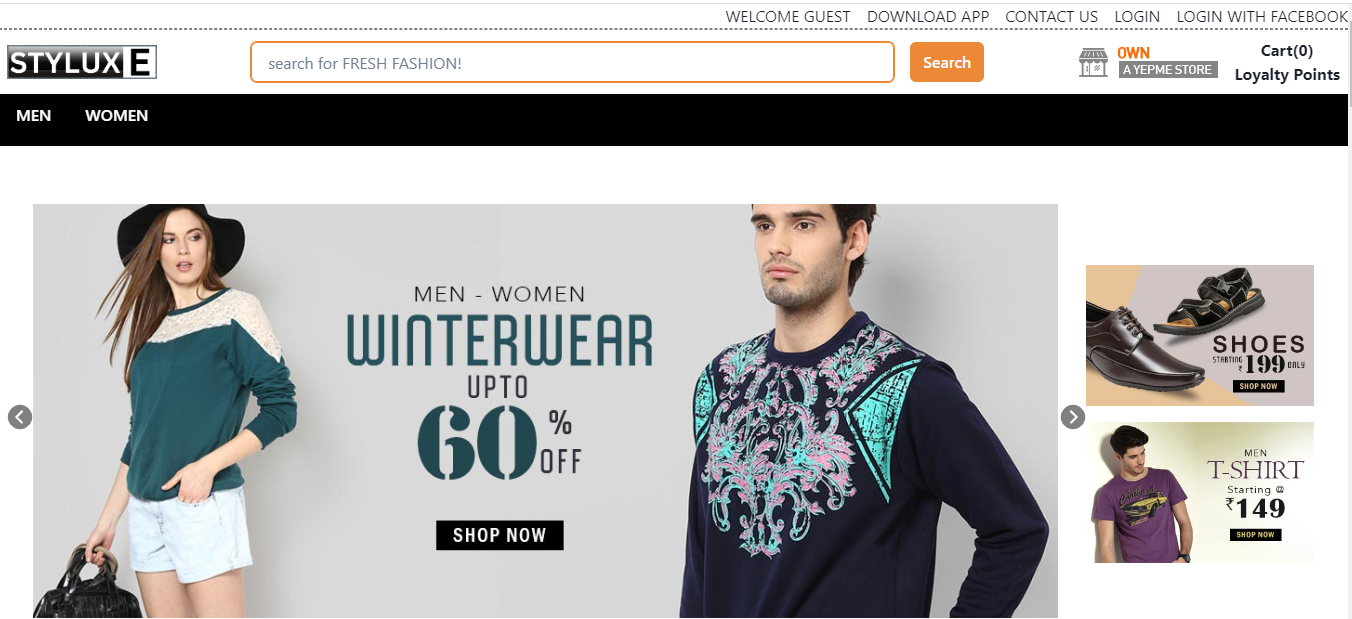 WELCOME GUEST DOWNLOAD APP CONTACT US LOGIN LOGIN WITH FACEBOOK
STYLUXE
search for FRESH FASHION!
Search
OWN
A YEPME STORE
Cart(0)
Loyalty Points
MEN WOMEN
MEN - WOMEN
WINTERWEAR
UPTO
60% OFF
SHOP NOW
SHOES
STARTING ₹ 199 ONLY
SHOP NOW
MEN
T-SHIRT
Starting @
₹149
SHOP NOW